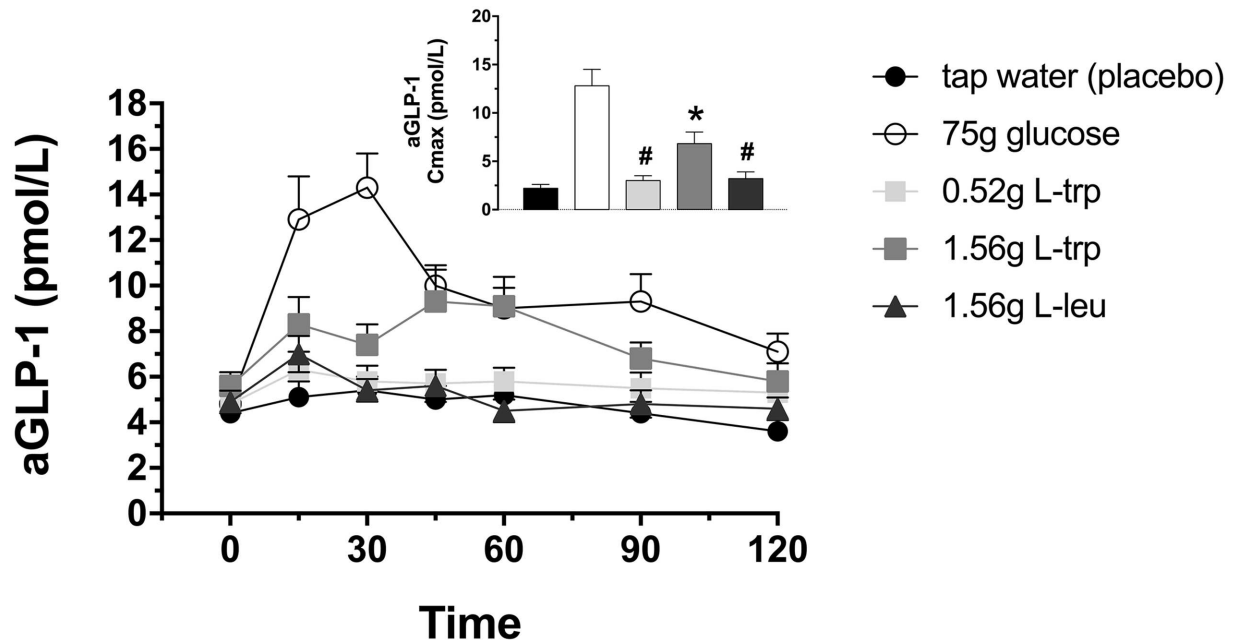 20
15
10
5
0
aGLP-1
Cmax (pmol/L)
#
*
#
tap water (placebo)
75g glucose
0.52g L-trp
1.56g L-trp
1.56g L-leu
18
16
14
12
10
8
6
4
2
0
aGLP-1 (pmol/L)
0 30 60 90 120
Time